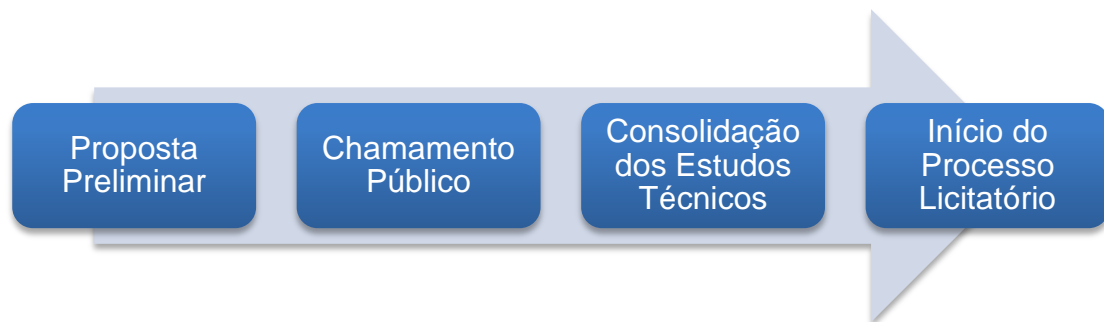 Proposta
Preliminar
Chamamento
Público
Consolidação
dos Estudos
Técnicos
Início do
Processo
Licitatório